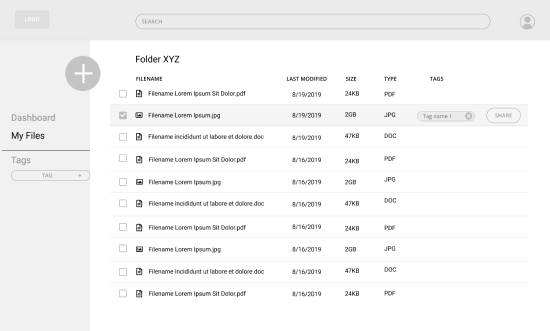 LOGO
SEARCH
Folder XYZ
FILENAME LAST MODIFIED SIZE TYPE TAGS
Filename Lorem Ipsum Sit Dolor.pdf 8/19/2019 24KB PDF
Filename Lorem Ipsum.jpg 8/19/2019 2GB JPG Tag name 1 SHARE
Filename incididunt ut labore et dolore.doc 8/19/2019 47KB DOC
Filename Lorem Ipsum Sit Dolor.pdf 8/16/2019 24KB PDF
Filename Lorem Ipsum.jpg 8/16/2019 2GB JPG
Filename incididunt ut labore et dolore.doc 8/16/2019 47KB DOC
Filename Lorem Ipsum Sit Dolor.pdf 8/16/2019 24KB PDF
Filename Lorem Ipsum.jpg 8/16/2019 2GB JPG
Filename incididunt ut labore et dolore.doc 8/16/2019 47KB DOC
Filename Lorem Ipsum Sit Dolor.pdf 8/16/2019 24KB PDF
Dashboard
My Files
Tags
TAG +